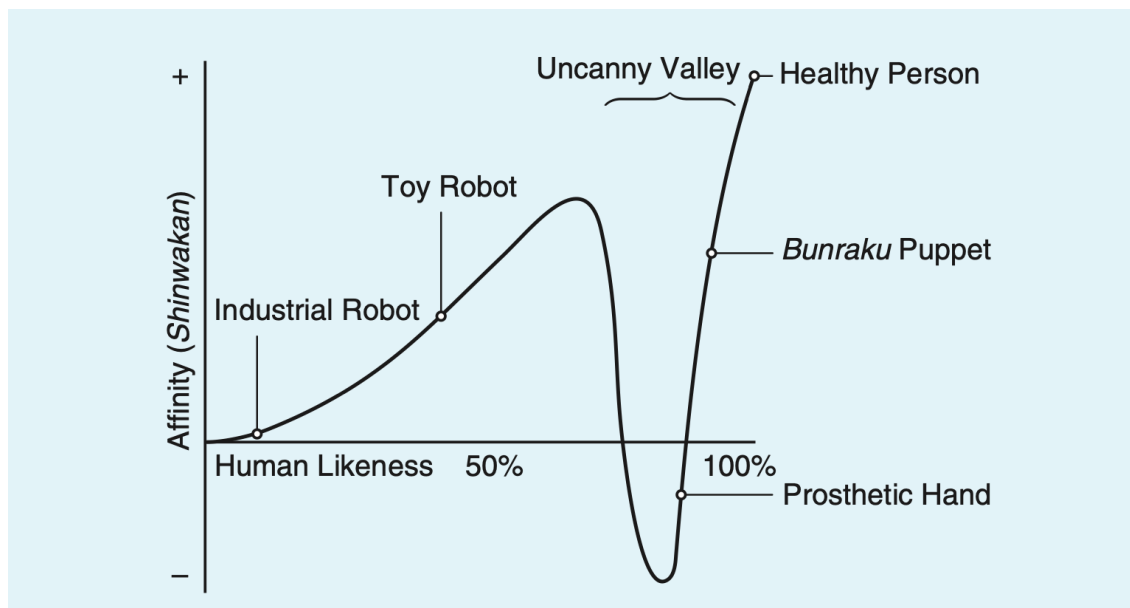 +
Uncanny Valley
Healthy Person
Toy Robot
Bunraku Puppet
Industrial Robot
Affinity (Shinwakan)
Human Likeness 50% 100%
Prosthetic Hand
–